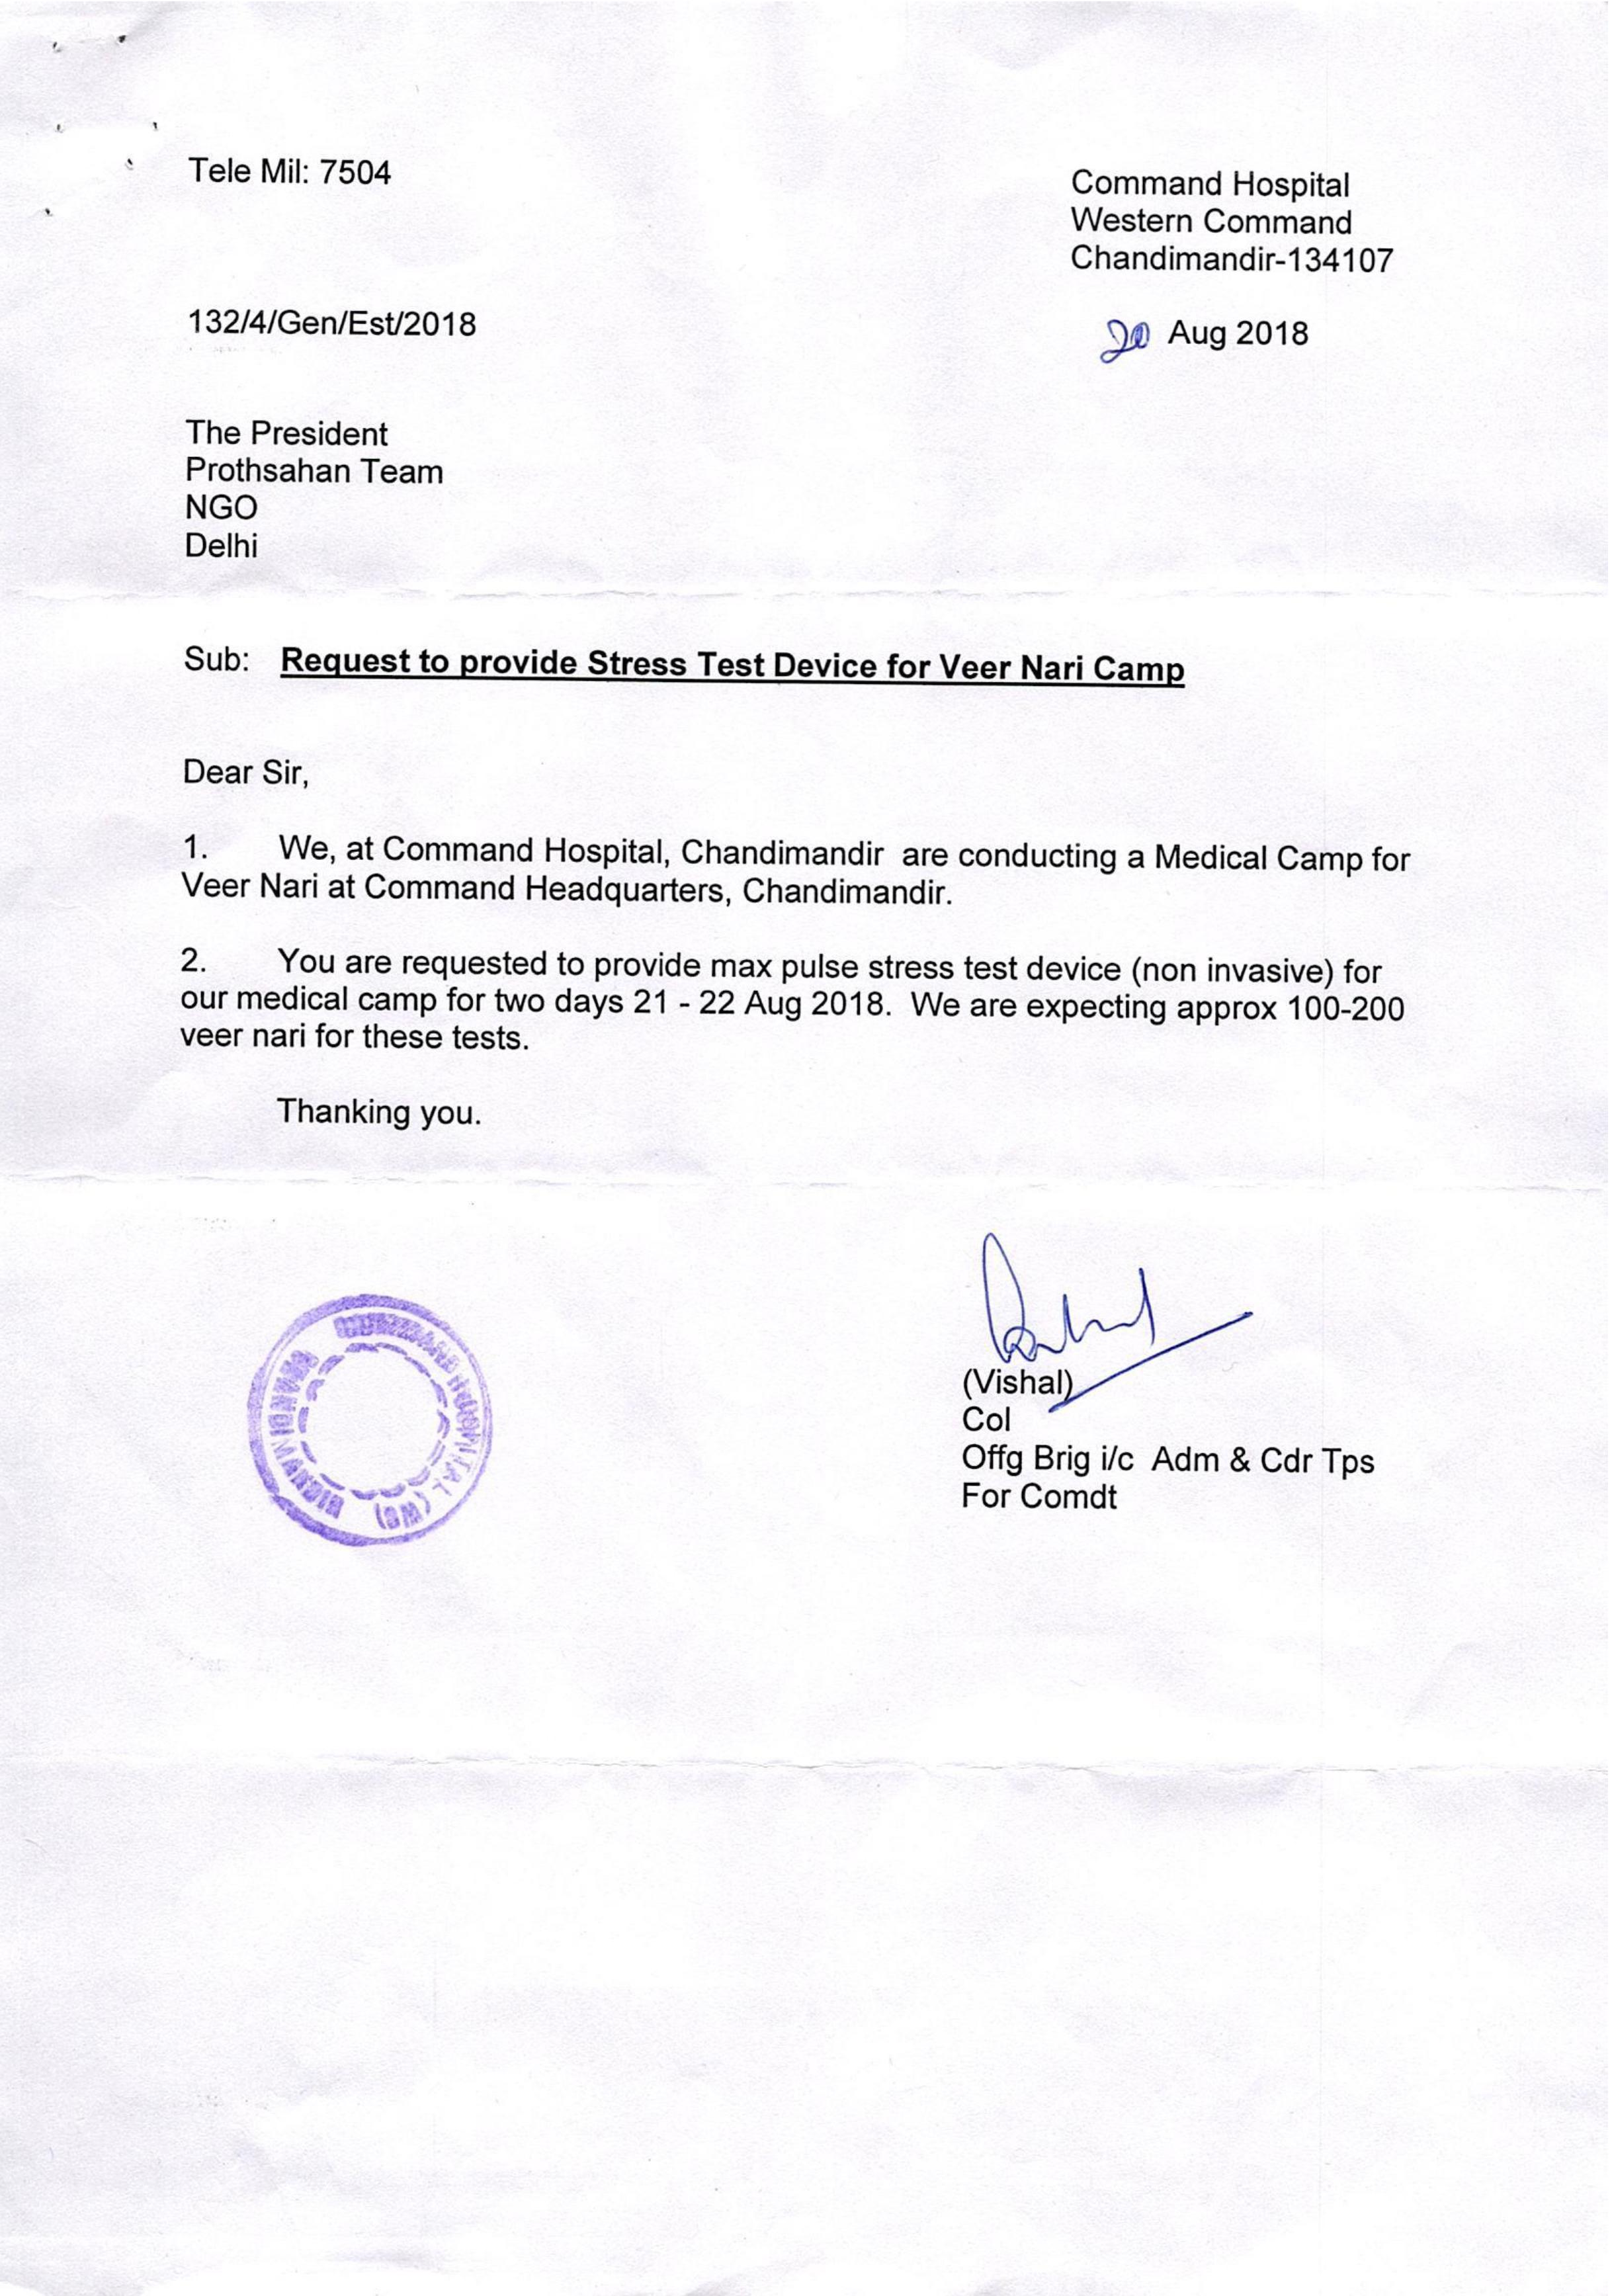 Tele Mil: 7504
Command Hospital
Western Command
Chandimandir-134107
132/4/Gen/Est/2018
20 Aug 2018
The President
Prothsahan Team
NGO
Delhi
Sub: Request to provide Stress Test Device for Veer Nari Camp
Dear Sir,
1. We, at Command Hospital, Chandimandir are conducting a Medical Camp for
Veer Nari at Command Headquarters, Chandimandir.
2. You are requested to provide max pulse stress test device (non invasive) for
our medical camp for two days 21 - 22 Aug 2018. We are expecting approx 100-200
veer nari for these tests.
Thanking you.
COMMAND HOSPITAL (WC)
CHANDIMANDIR
(Vishal)
Col
Offg Brig i/c Adm & Cdr Tps
For Comdt